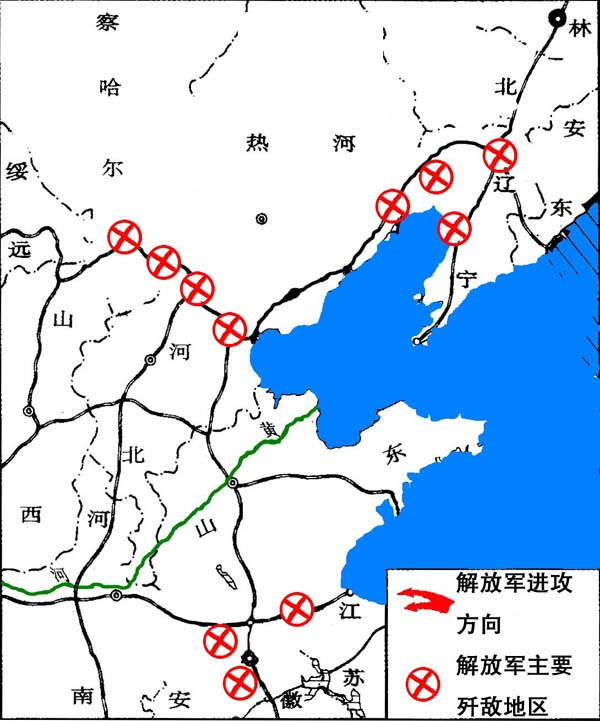 察
林
哈
北
热 河
安
绥
尔
辽
东
远
宁
山
河
黄
北
东
西
河
山
河
江
南
安
徽
苏
解放军进攻
方向
解放军主要
歼敌地区